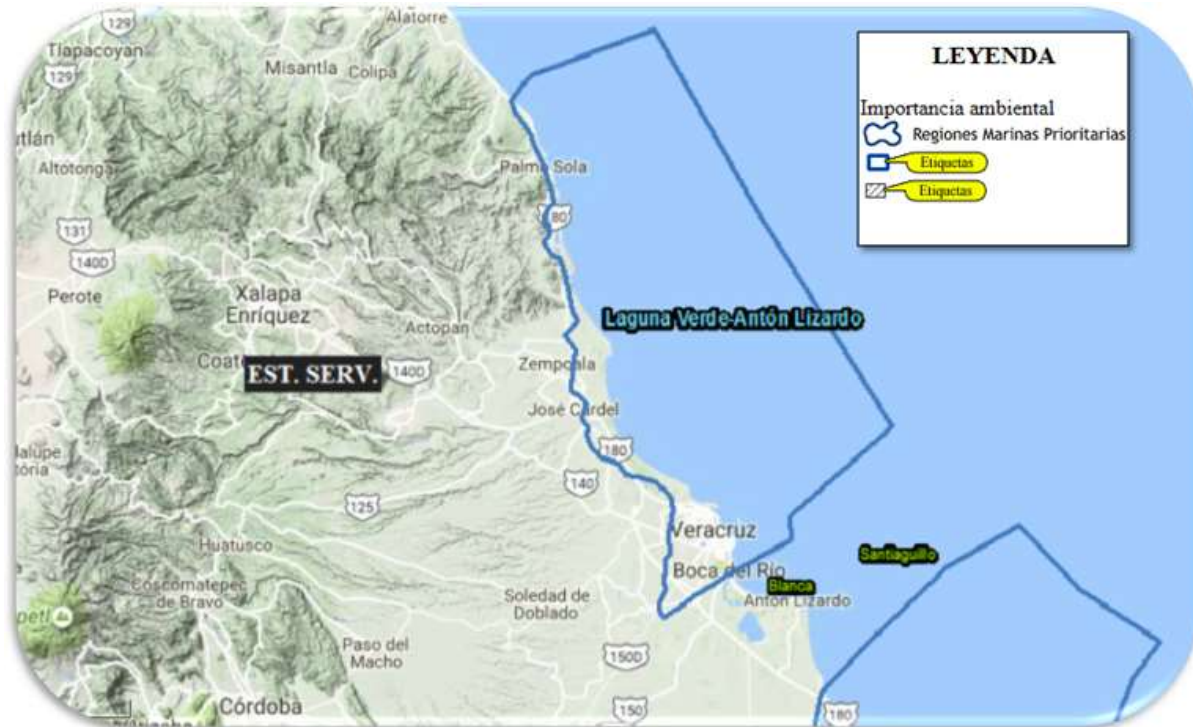 LEYENDA
Importancia ambiental
Regiones Marinas Prioritarias
Etiquetas
Etiquetas
Alatorre
129
Tlapacoyan
129
Misantla
Colipa
Altotonga
Palma Sola
180
131
140D
Perote
Xalapa
Enríquez
Actopan
Laguna Verde-Antón Lizardo
EST. SERV.
140D
Zempoala
José Cardel
180
140
125
Veracruz
Huatusco
Santiaguillo
Boca del Río
Blanca
Antón Lizardo
Coscomatepec
de Bravo
Soledad de
Doblado
Paso del
Macho
150D
Córdoba
150
180